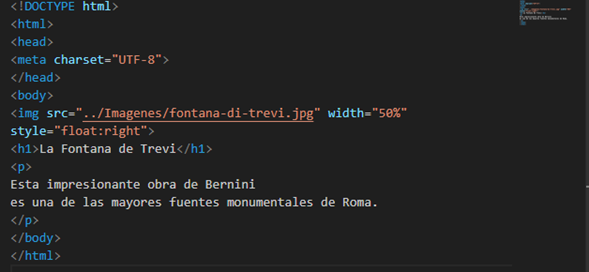 <!DOCTYPE html>
<html>
<head>
<meta charset="UTF-8">
</head>
<body>
<img src="../Imagenes/fontana-di-trevi.jpg" width="50%"
style="float:right">
<h1>La Fontana de Trevi</h1>
<p>
Esta impresionante obra de Bernini
es una de las mayores fuentes monumentales de Roma.
</p>
</body>
</html>